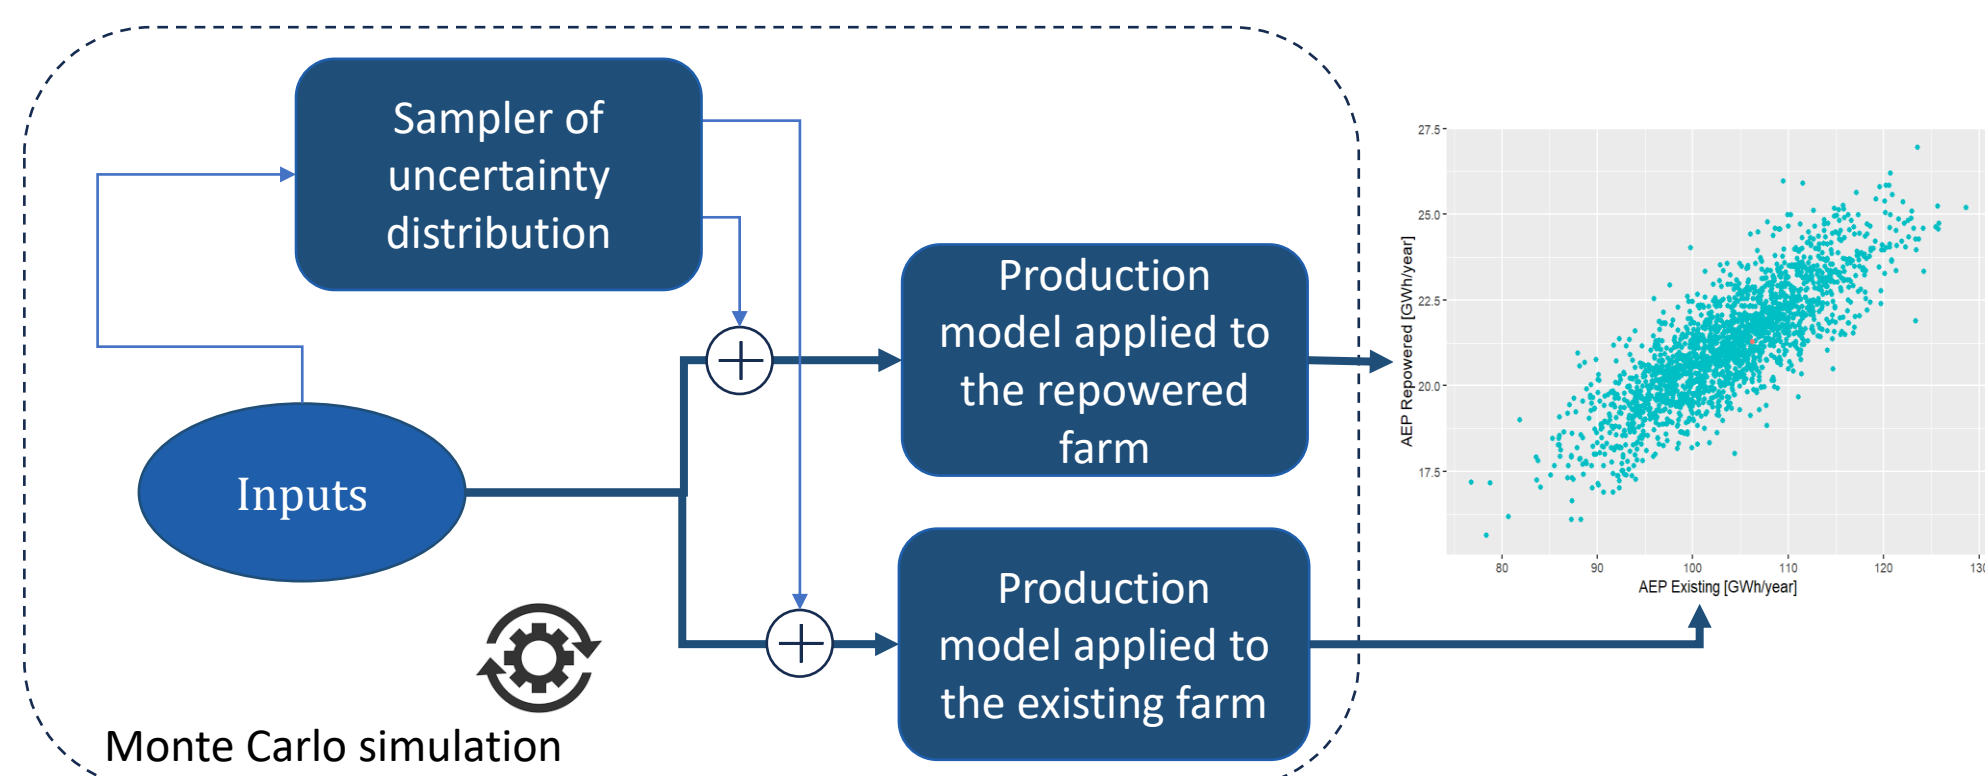 Sampler of
uncertainty
distribution
Inputs
Production
model applied to
the repowered
farm
Production
model applied to
the existing farm
Monte Carlo simulation
AEP Repowered [GWh/year]
27.5
25.0
22.5
20.0
17.5
80 90 100 110 120 130
AEP Existing [GWh/year]